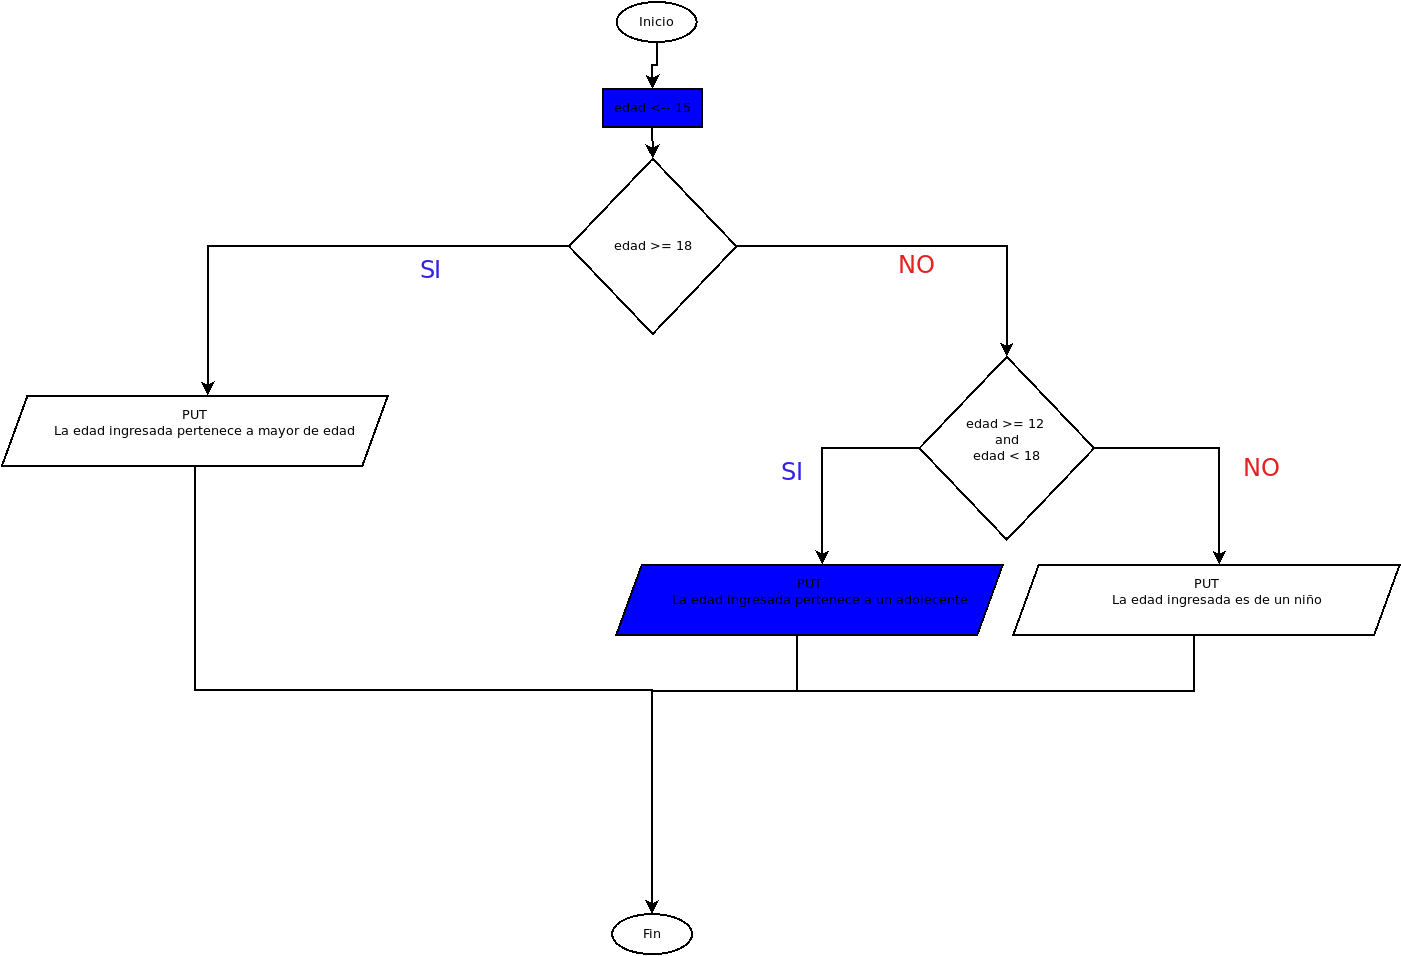 Inicio
edad <-- 15
edad >= 18
SI
NO
PUT
La edad ingresada pertenece a mayor de edad
edad >= 12
and
edad < 18
SI
NO
PUT
La edad ingresada pertenece a un adolecente
PUT
La edad ingresada es de un niño
Fin